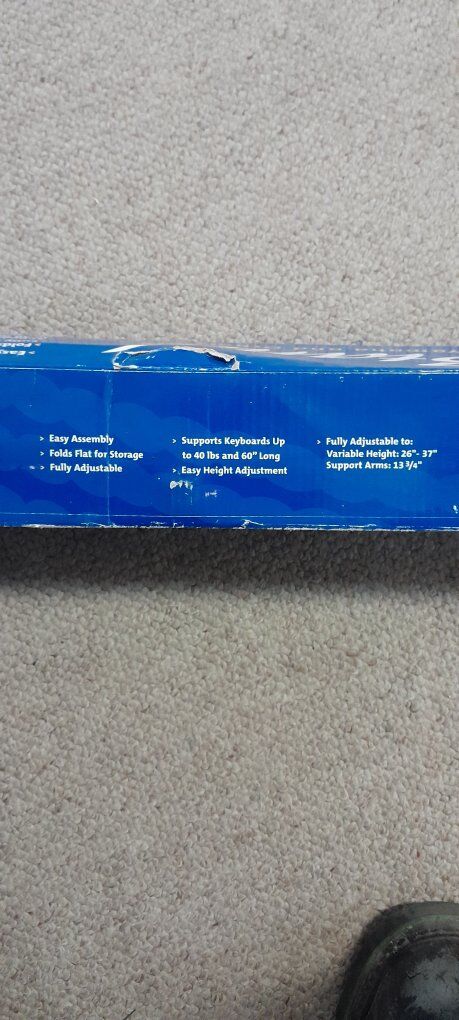 > Easy Assembly
> Folds Flat for Storage
> Fully Adjustable
> Supports Keyboards Up
to 40 lbs and 60" Long
> Easy Height Adjustment
> Fully Adjustable to:
Variable Height: 26"- 37"
Support Arms: 13 3/4"